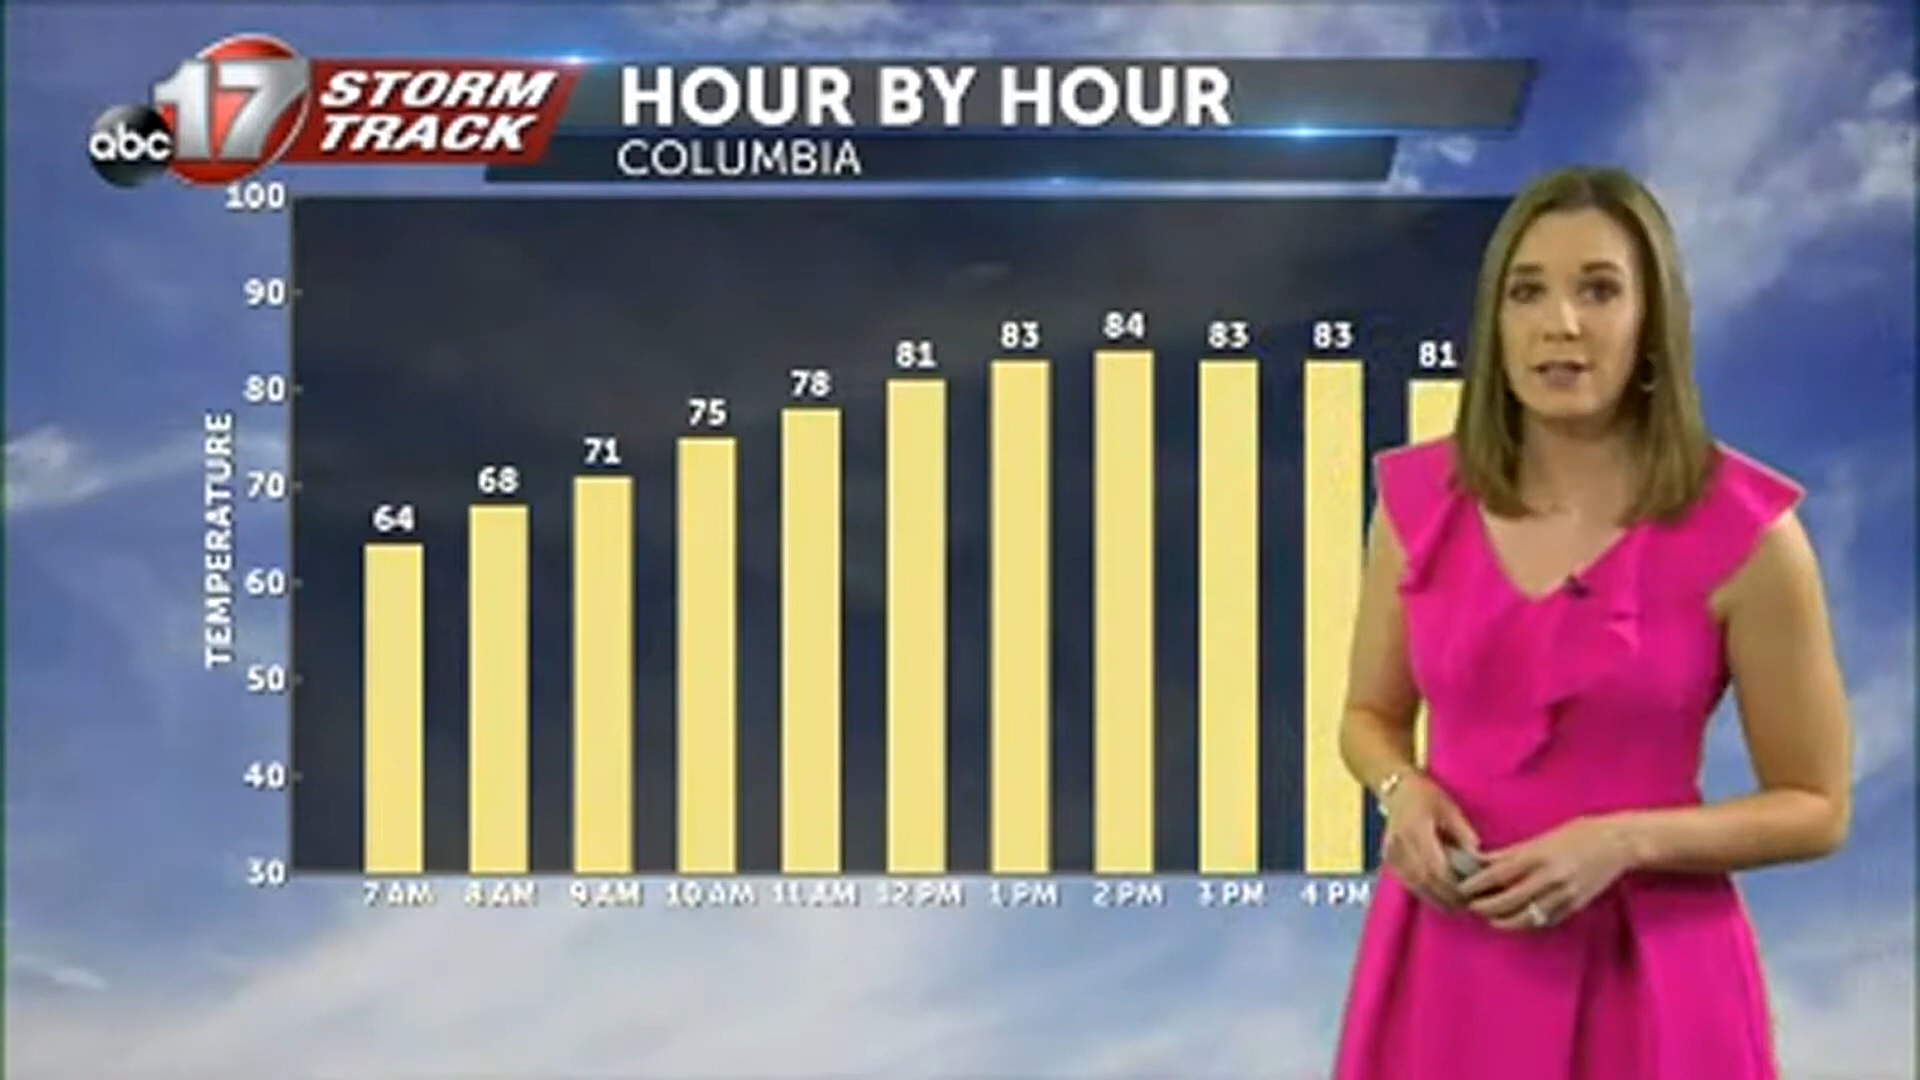 abc 17 STORM TRACK
HOUR BY HOUR
COLUMBIA
TEMPERATURE
100
90
80
70
60
50
40
30
64
68
71
75
78
81
83
84
83
83
81
7 AM
8 AM
9 AM
10 AM
11 AM
12 PM
1 PM
2 PM
3 PM
4 PM